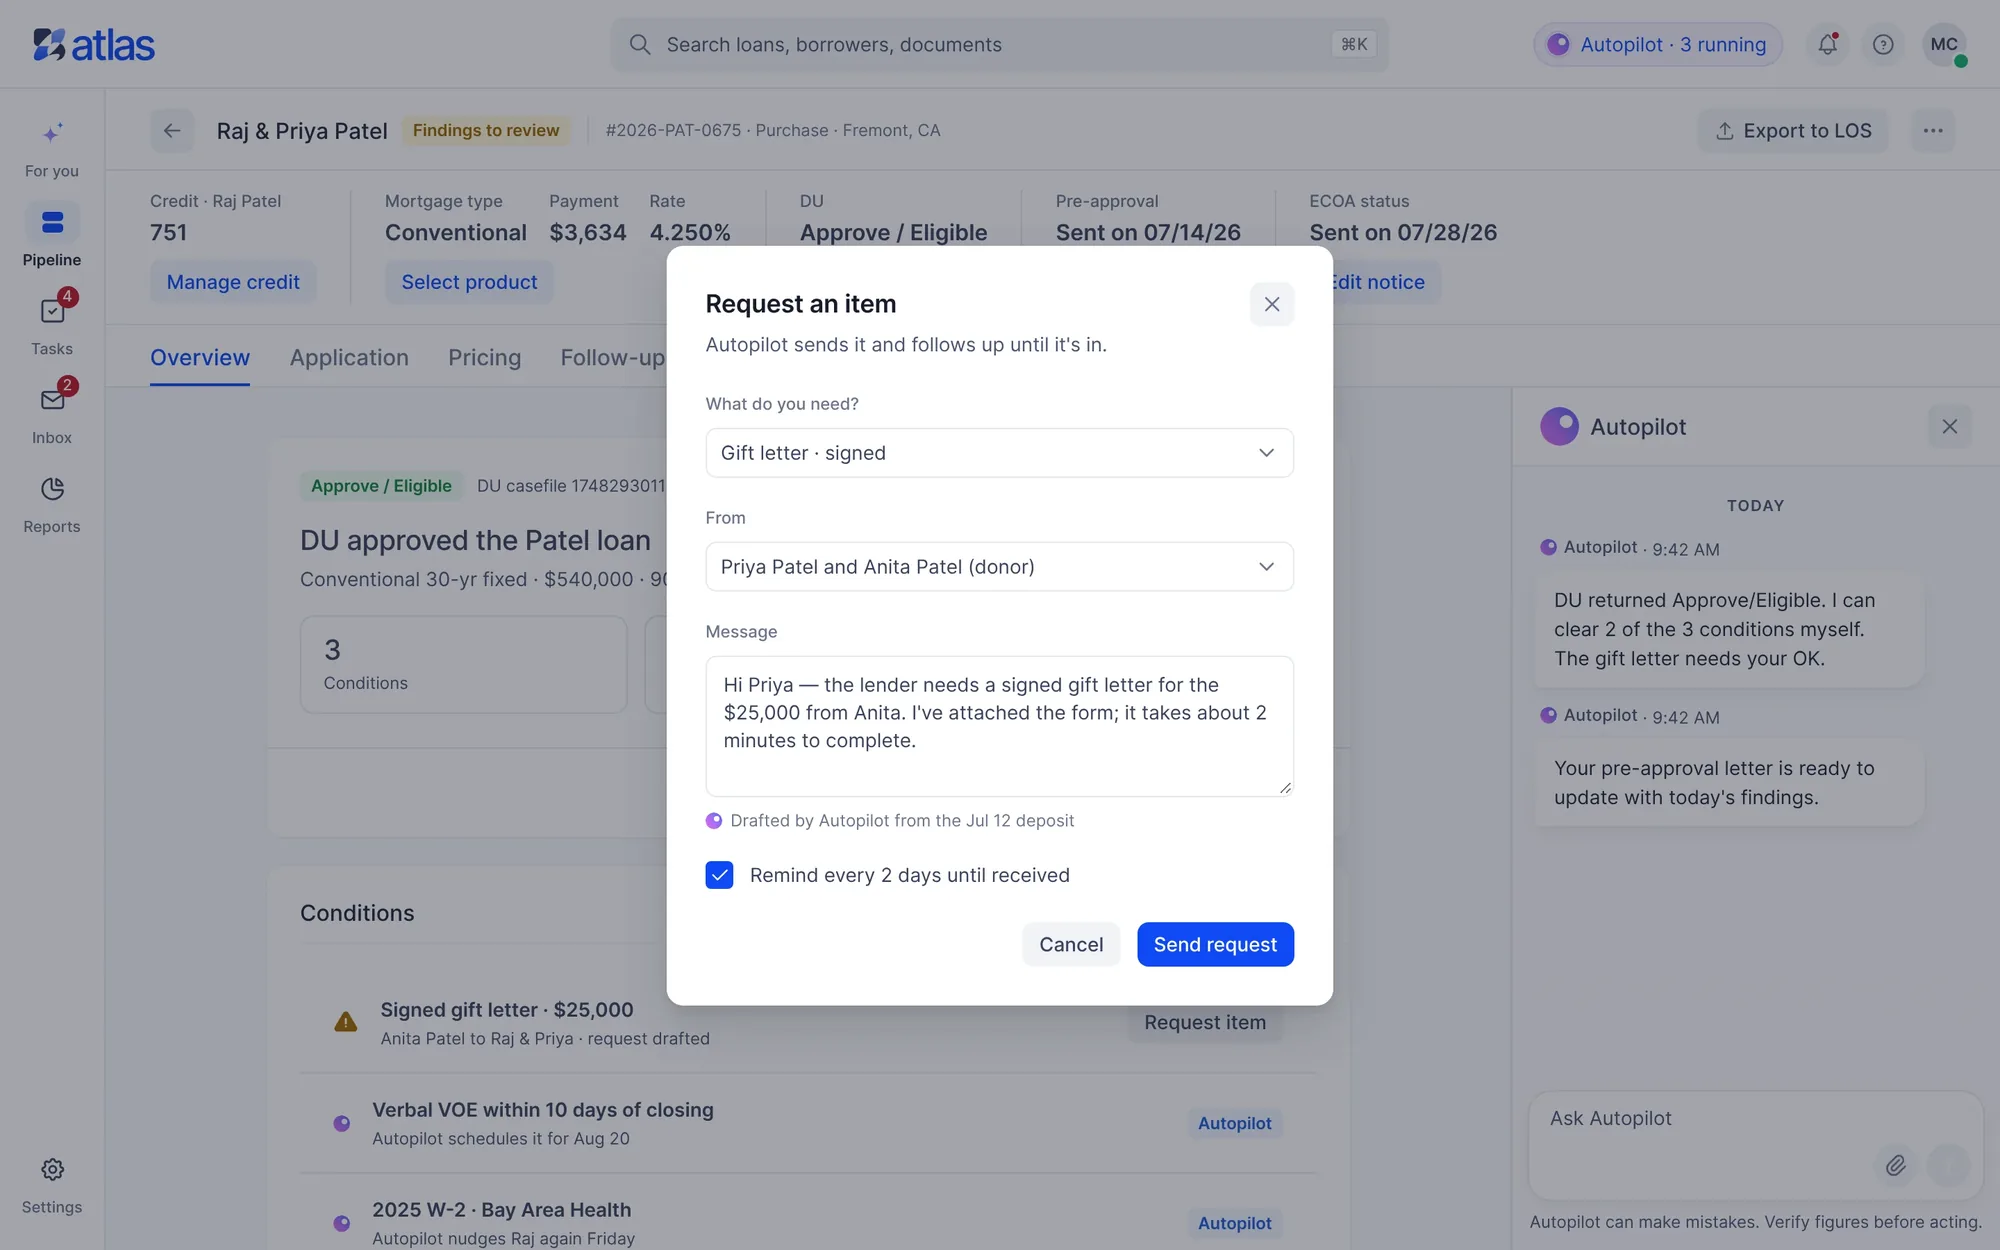 atlas
Search loans, borrowers, documents
⌘K
Autopilot · 3 running
MC
For you
Pipeline
4
Tasks
2
Inbox
Reports
Settings
Raj & Priya Patel
Findings to review
#2026-PAT-0675 · Purchase · Fremont, CA
Export to LOS
Credit · Raj Patel
751
Manage credit
Mortgage type
Conventional
Payment
$3,634
Rate
4.250%
Select product
DU
Approve / Eligible
Pre-approval
Sent on 07/14/26
ECOA status
Sent on 07/28/26
Edit notice
Overview
Application
Pricing
Follow-up
Approve / Eligible
DU casefile 1748293011
DU approved the Patel loan
Conventional 30-yr fixed · $540,000 · 90
3
Conditions
Conditions
Signed gift letter · $25,000
Anita Patel to Raj & Priya · request drafted
Request item
Verbal VOE within 10 days of closing
Autopilot schedules it for Aug 20
Autopilot
2025 W-2 · Bay Area Health
Autopilot nudges Raj again Friday
Autopilot
Request an item
Autopilot sends it and follows up until it's in.
What do you need?
Gift letter · signed
From
Priya Patel and Anita Patel (donor)
Message
Hi Priya — the lender needs a signed gift letter for the
$25,000 from Anita. I've attached the form; it takes about 2
minutes to complete.
Drafted by Autopilot from the Jul 12 deposit
Remind every 2 days until received
Cancel
Send request
Autopilot
TODAY
Autopilot · 9:42 AM
DU returned Approve/Eligible. I can
clear 2 of the 3 conditions myself.
The gift letter needs your OK.
Autopilot · 9:42 AM
Your pre-approval letter is ready to
update with today's findings.
Ask Autopilot
Autopilot can make mistakes. Verify figures before acting.